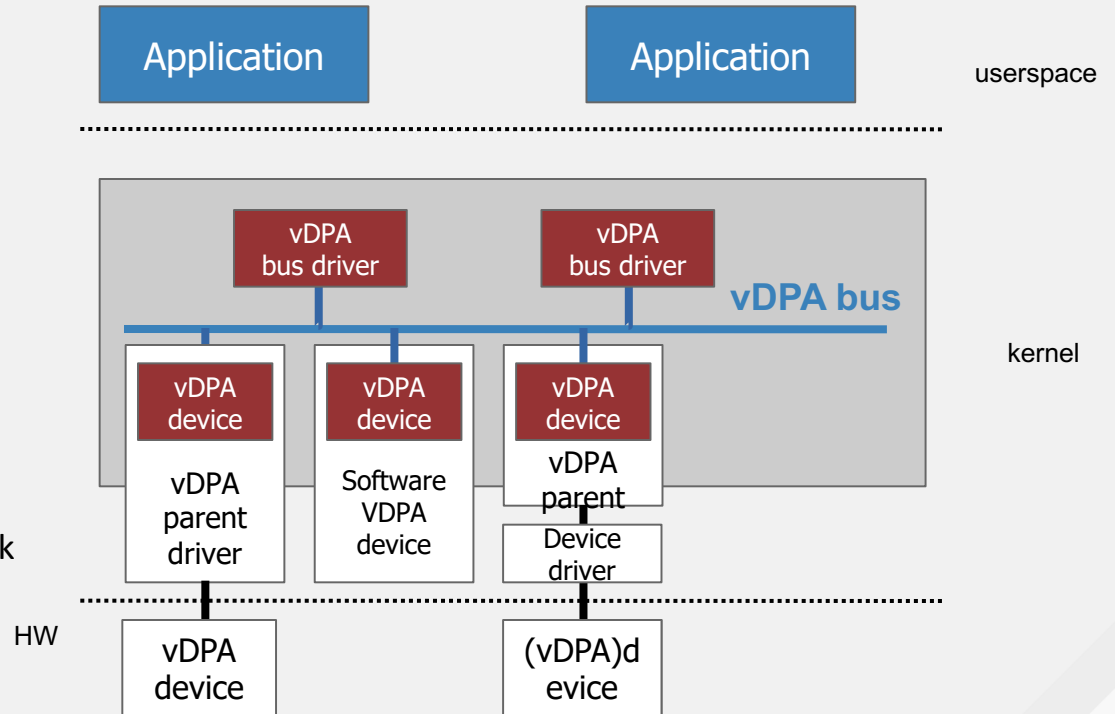 Application
Application
userspace
vDPA
bus driver
vDPA
bus driver
vDPA bus
kernel
vDPA
device
vDPA
device
vDPA
device
vDPA
parent
driver
Software
VDPA
device
vDPA
parent
Device
driver
k
HW
vDPA
device
(vDPA)d
evice